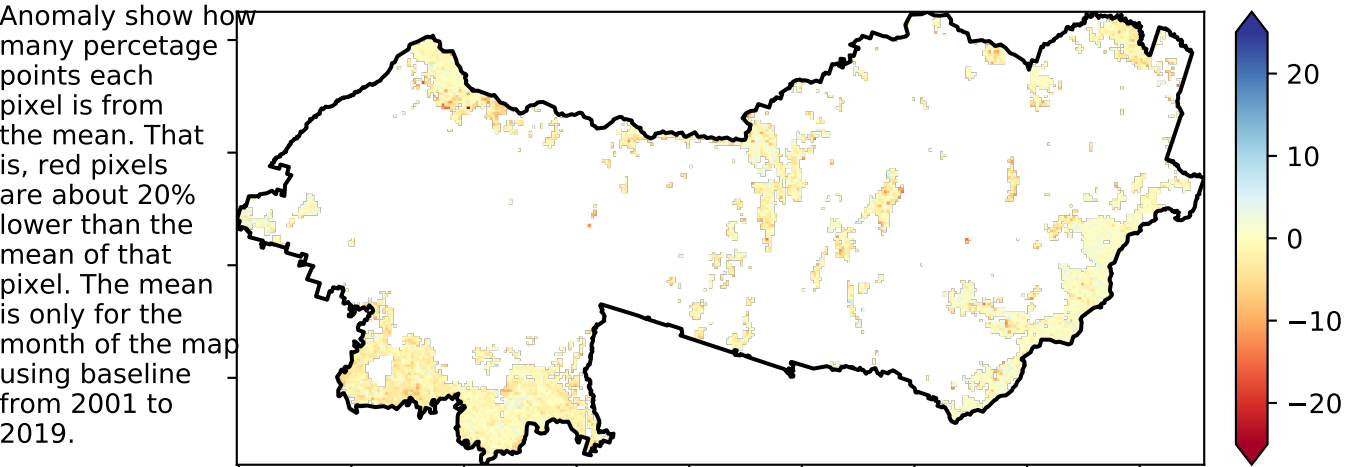 Anomaly show how
many percetage
points each
pixel is from
the mean. That
is, red pixels
are about 20%
lower than the
mean of that
pixel. The mean
is only for the
month of the map
using baseline
from 2001 to
2019.
20
10
0
−10
−20